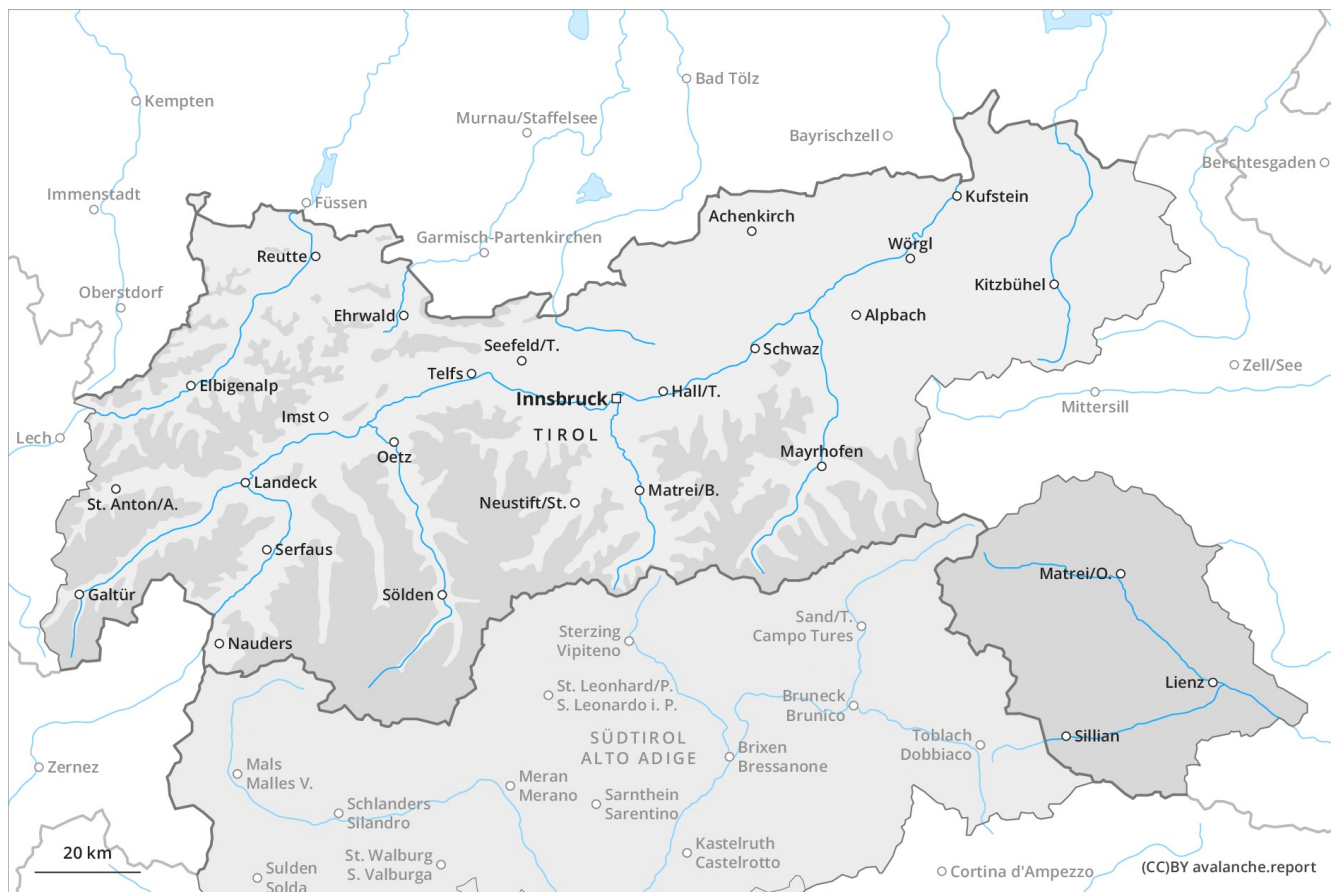 Bad Tölz
Kempten
Murnau/Staffelsee
Bayrischzell
Berchtesgaden
Immenstadt
Füssen
Kufstein
Achenkirch
Garmisch-Partenkirchen
Wörgl
Reutte
Kitzbühel
Oberstdorf
Ehrwald
Alpbach
Seefeld/T.
Schwaz
Zell/See
Telfs
Elbigenalp
Innsbruck
Hall/T.
Mittersill
Imst
TIROL
Lech
Oetz
Mayrhofen
Landeck
St. Anton/A.
Neustift/St.
Matrei/B.
Serfaus
Matrei/O.
Galtür
Sölden
Sand/T.
Campo Tures
Sterzing
Vipiteno
Nauders
Lienz
St. Leonhard/P.
S. Leonardo i. P.
Bruneck
Brunico
SÜDTIROL
ALTO ADIGE
Toblach
Dobbiaco
Sillian
Brixen
Bressanone
Zernez
Mals
Malles V.
Meran
Merano
Sarnthein
Sarentino
Schlanders
Silandro
Kastelruth
Castelrotto
20 km
St. Walburg
S. Valburga
Sulden
Solda
Cortina d'Ampezzo
(CC)BY avalanche.report